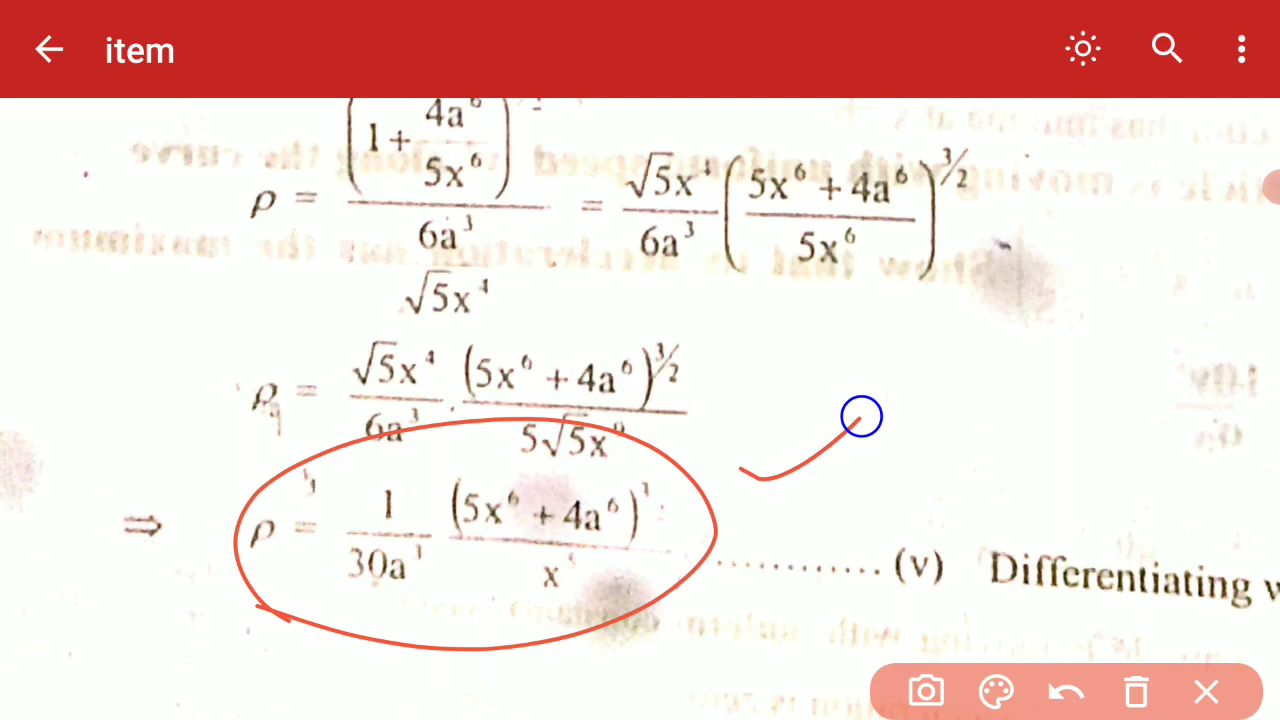 item
ρ = (1 + 4a⁶ / 5x⁶) / (6a³ / √5x⁴) = √5x⁴ / 6a³ ((5x⁶ + 4a⁶) / 5x⁶)^3/2
ρ = √5x⁴ / 6a³ . (5x⁶ + 4a⁶)^3/2 / 5√5x⁹
⇒ ρ = 1 / 30a (5x⁶ + 4a⁶) / x ............ (v) Differentiating